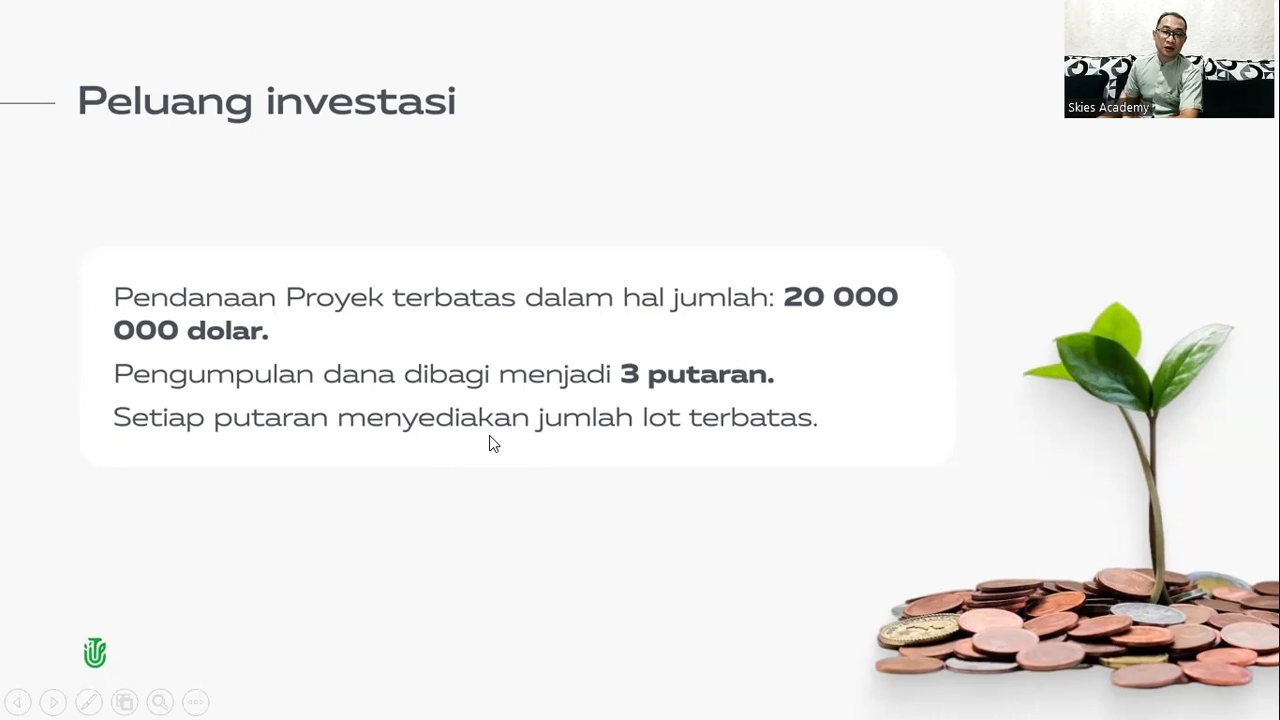 Peluang investasi
Skies Academy
Pendanaan Proyek terbatas dalam hal jumlah: 20 000
000 dolar.
Pengumpulan dana dibagi menjadi 3 putaran.
Setiap putaran menyediakan jumlah lot terbatas.